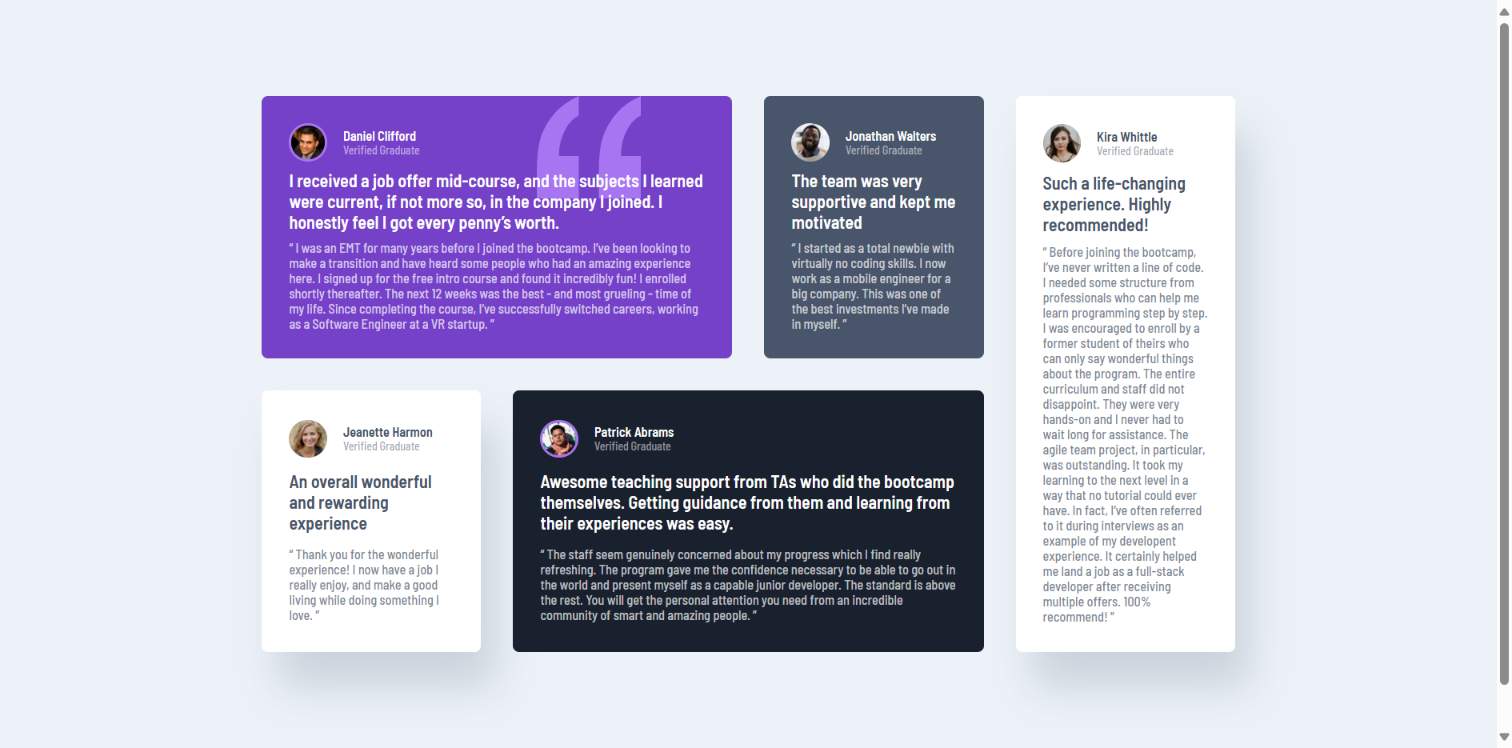 Daniel Clifford
Verified Graduate
I received a job offer mid-course, and the subjects I learned
were current, if not more so, in the company I joined. I
honestly feel I got every penny’s worth.
“ I was an EMT for many years before I joined the bootcamp. I’ve been looking to
make a transition and have heard some people who had an amazing experience
here. I signed up for the free intro course and found it incredibly fun! I enrolled
shortly thereafter. The next 12 weeks was the best - and most grueling - time of
my life. Since completing the course, I’ve successfully switched careers, working
as a Software Engineer at a VR startup. ”
Jonathan Walters
Verified Graduate
The team was very
supportive and kept me
motivated
“ I started as a total newbie with
virtually no coding skills. I now
work as a mobile engineer for a
big company. This was one of
the best investments I’ve made
in myself. ”
Kira Whittle
Verified Graduate
Such a life-changing
experience. Highly
recommended!
“ Before joining the bootcamp,
I’ve never written a line of code.
I needed some structure from
professionals who can help me
learn programming step by step.
I was encouraged to enroll by a
former student of theirs who
can only say wonderful things
about the program. The entire
curriculum and staff did not
disappoint. They were very
hands-on and I never had to
wait long for assistance. The
agile team project, in particular,
was outstanding. It took my
learning to the next level in a
way that no tutorial could ever
have. In fact, I’ve often referred
to it during interviews as an
example of my developent
experience. It certainly helped
me land a job as a full-stack
developer after receiving
multiple offers. 100%
recommend! ”
Jeanette Harmon
Verified Graduate
An overall wonderful
and rewarding
experience
“ Thank you for the wonderful
experience! I now have a job I
really enjoy, and make a good
living while doing something I
love. ”
Patrick Abrams
Verified Graduate
Awesome teaching support from TAs who did the bootcamp
themselves. Getting guidance from them and learning from
their experiences was easy.
“ The staff seem genuinely concerned about my progress which I find really
refreshing. The program gave me the confidence necessary to be able to go out in
the world and present myself as a capable junior developer. The standard is above
the rest. You will get the personal attention you need from an incredible
community of smart and amazing people. ”